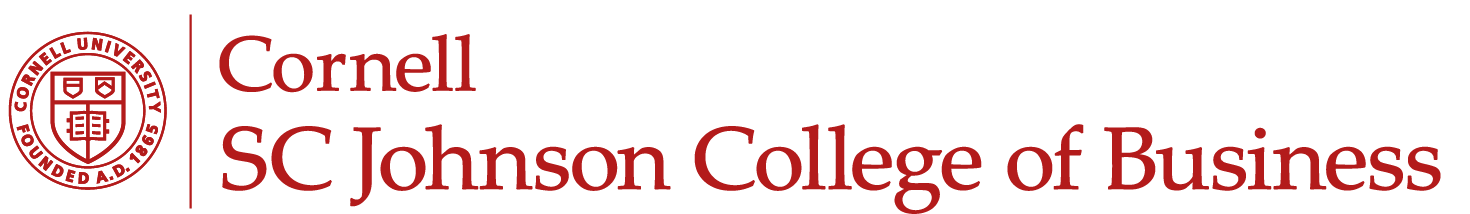 CORNELL UNIVERSITY
FOUNDED A.D. 1865
Cornell
SC Johnson College of Business